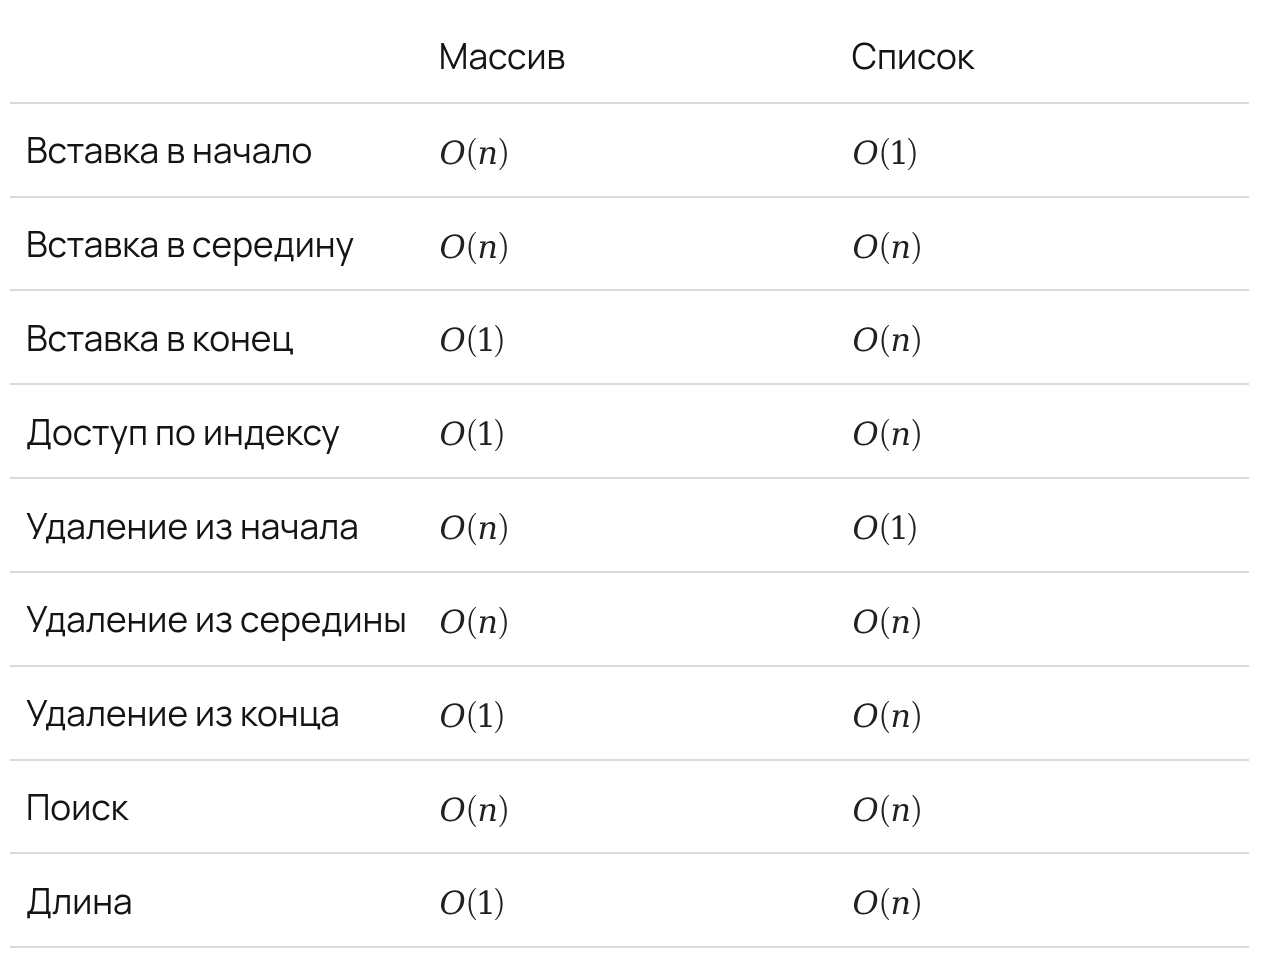 Массив Список
Вставка в начало O(n) O(1)
Вставка в середину O(n) O(n)
Вставка в конец O(1) O(n)
Доступ по индексу O(1) O(n)
Удаление из начала O(n) O(1)
Удаление из середины O(n) O(n)
Удаление из конца O(1) O(n)
Поиск O(n) O(n)
Длина O(1) O(n)